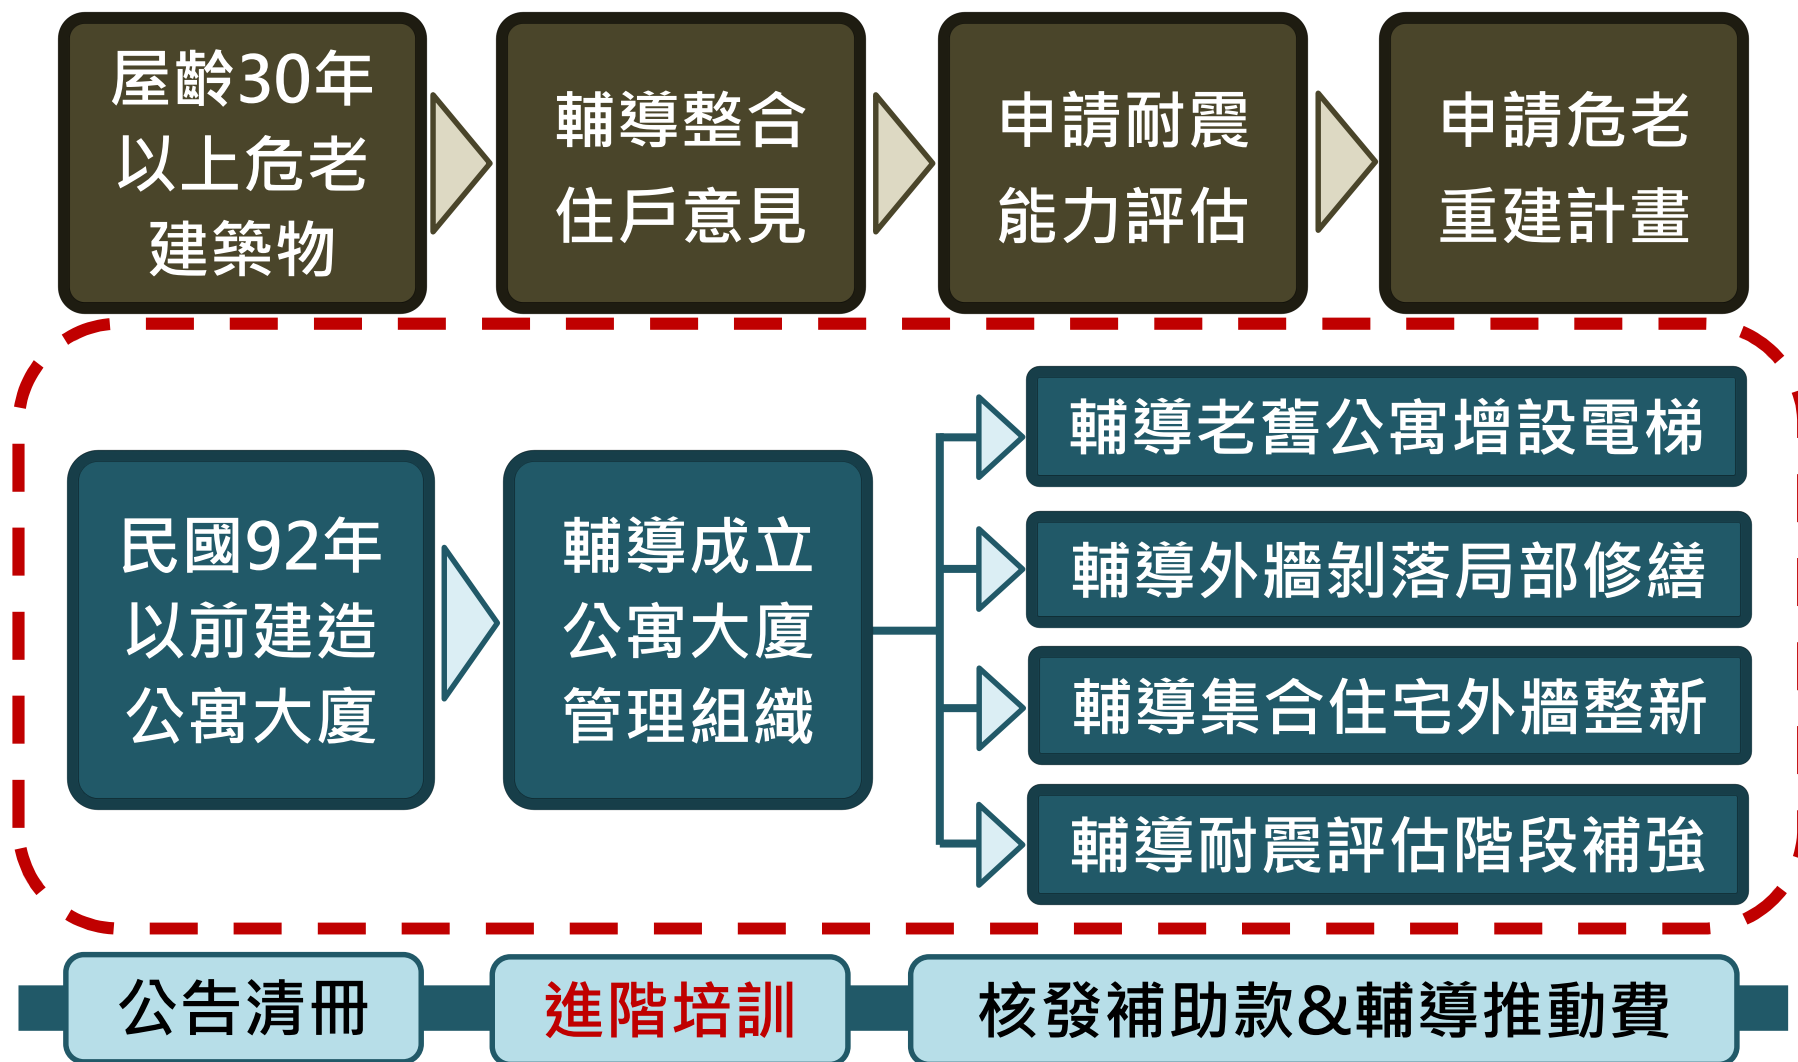 屋齡30年
以上危老
建築物
輔導整合
住戶意見
申請耐震
能力評估
申請危老
重建計畫
民國92年
以前建造
公寓大廈
輔導成立
公寓大廈
管理組織
輔導老舊公寓增設電梯
輔導外牆剝落局部修繕
輔導集合住宅外牆整新
輔導耐震評估階段補強
公告清冊
進階培訓
核發補助款&輔導推動費